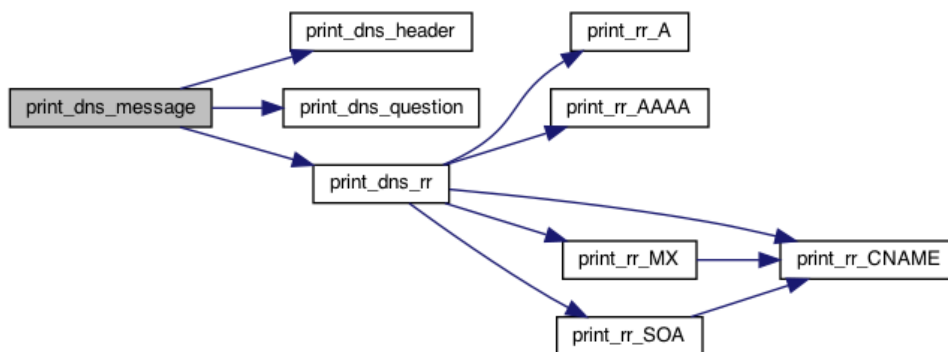 print_dns_header
print_rr_A
print_dns_message
print_dns_question
print_rr_AAAA
print_dns_rr
print_rr_MX
print_rr_CNAME
print_rr_SOA